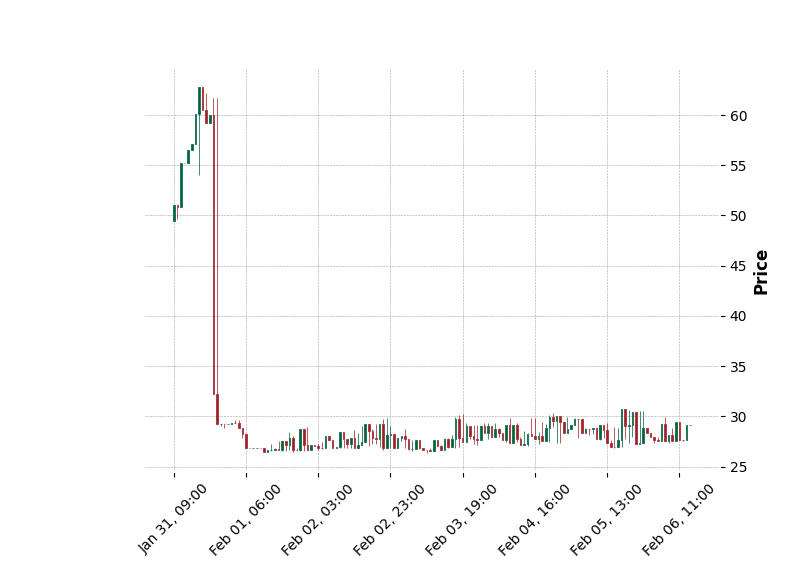 60
55
50
45
40
35
30
25
Price
Jan 31, 09:00
Feb 01, 06:00
Feb 02, 03:00
Feb 02, 23:00
Feb 03, 19:00
Feb 04, 16:00
Feb 05, 13:00
Feb 06, 11:00